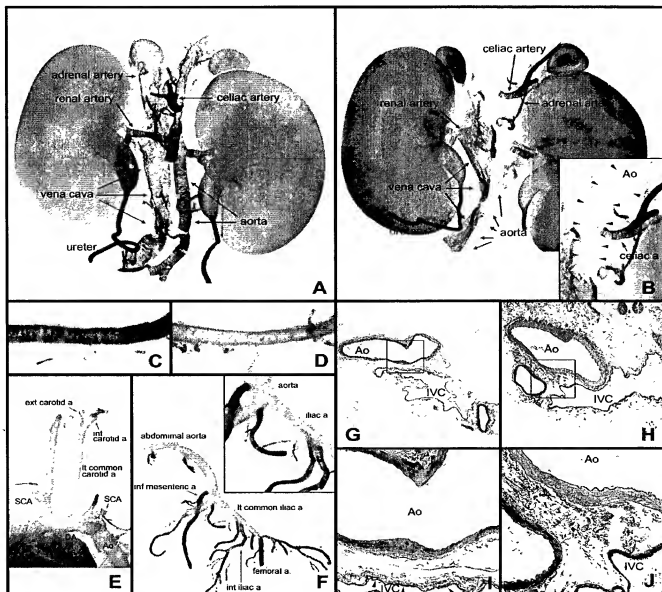 adrenal artery
renal artery
celiac artery
vena cava
aorta
ureter
A
celiac artery
renal artery
adrenal artery
vena cava
aorta
Ao
celiac a
B
C
D
ext carotid a
int
carotid a
lt common
carotid a
SCA
SCA
E
abdominal aorta
inf mesenteric a
aorta
iliac a
lt common iliac a
femoral a.
int iliac a
F
Ao
IVC
G
Ao
IVC
H
Ao
IVC
I
Ao
IVC
J